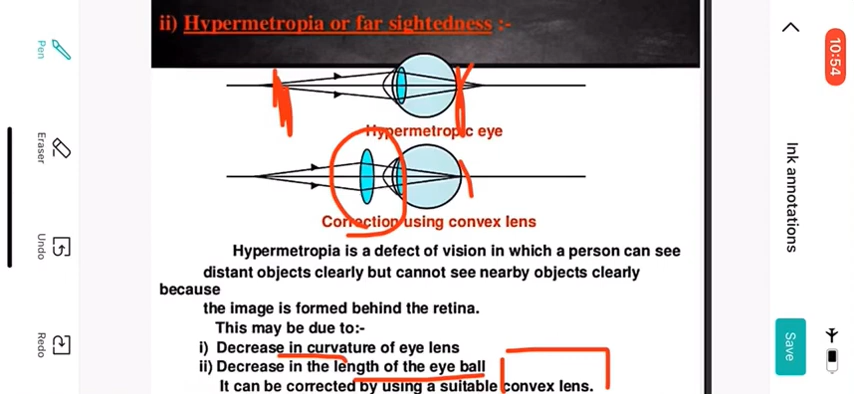 ii) Hypermetropia or far sightedness :-
Hypermetropic eye
Correction using convex lens
Hypermetropia is a defect of vision in which a person can see
distant objects clearly but cannot see nearby objects clearly
because
the image is formed behind the retina.
This may be due to:-
i) Decrease in curvature of eye lens
ii) Decrease in the length of the eye ball
It can be corrected by using a suitable convex lens.
Pen
Eraser
Undo
Redo
10:54
Ink annotations
Save